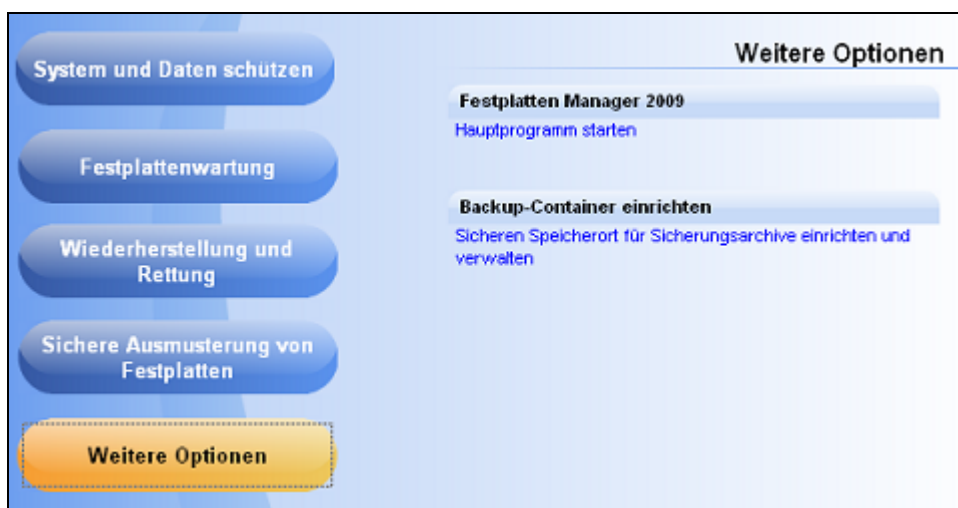 System und Daten schützen
Festplattenwartung
Wiederherstellung und
Rettung
Sichere Ausmusterung von
Festplatten
Weitere Optionen
Weitere Optionen
Festplatten Manager 2009
Hauptprogramm starten
Backup-Container einrichten
Sicheren Speicherort für Sicherungsarchive einrichten und
verwalten